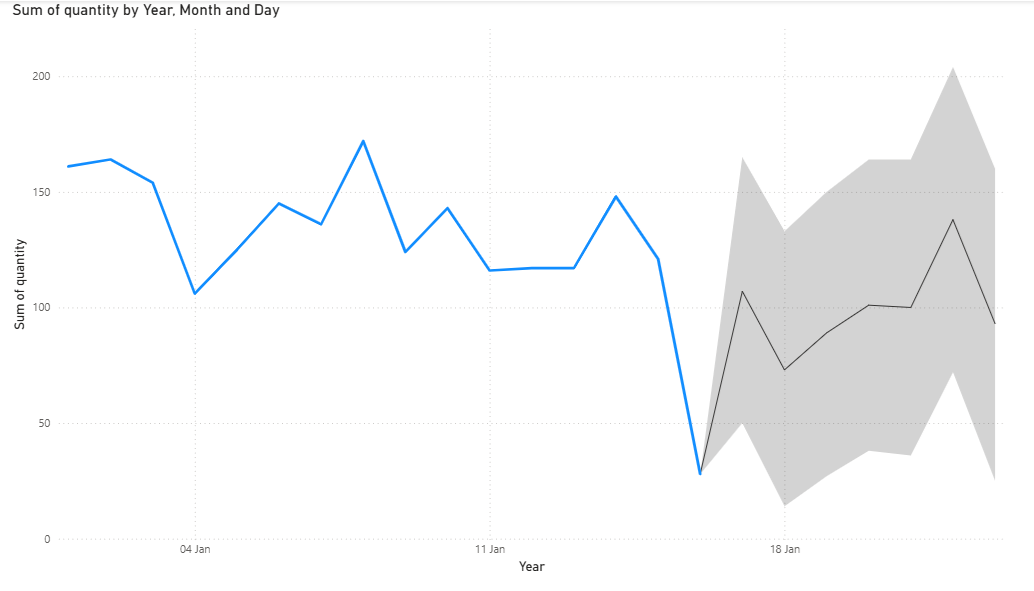 Sum of quantity by Year, Month and Day
200
150
100
50
0
Sum of quantity
04 Jan
11 Jan
18 Jan
Year